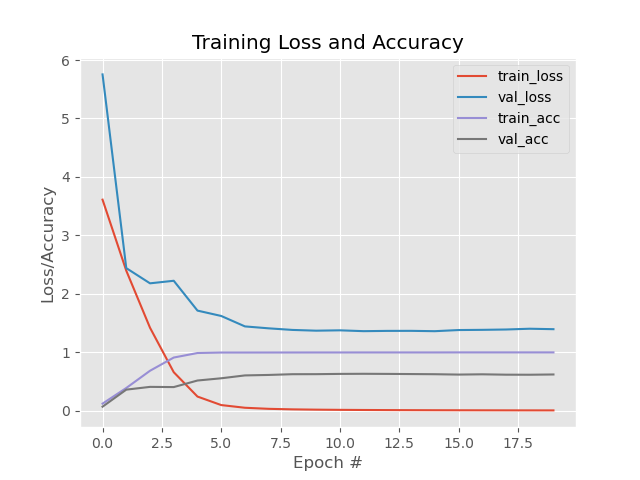 Training Loss and Accuracy
train_loss
val_loss
train_acc
val_acc
6
5
4
3
2
1
0
Loss/Accuracy
0.0 2.5 5.0 7.5 10.0 12.5 15.0 17.5
Epoch #